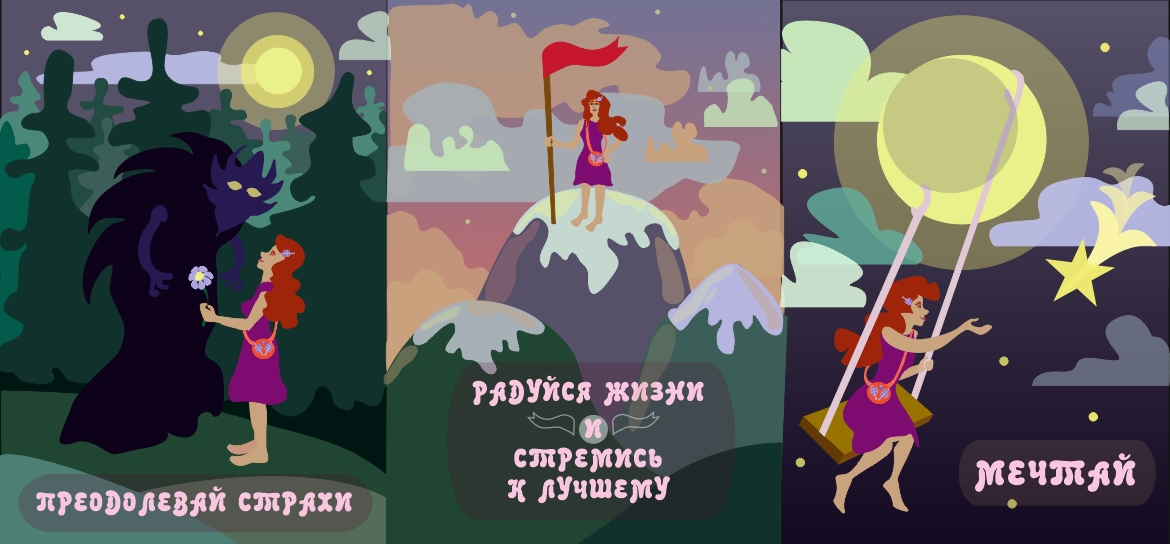 ПРЕОДОЛЕВАЙ СТРАХИ
РАДУЙСЯ ЖИЗНИ
И
СТРЕМИСЬ
К ЛУЧШЕМУ
МЕЧТАЙ